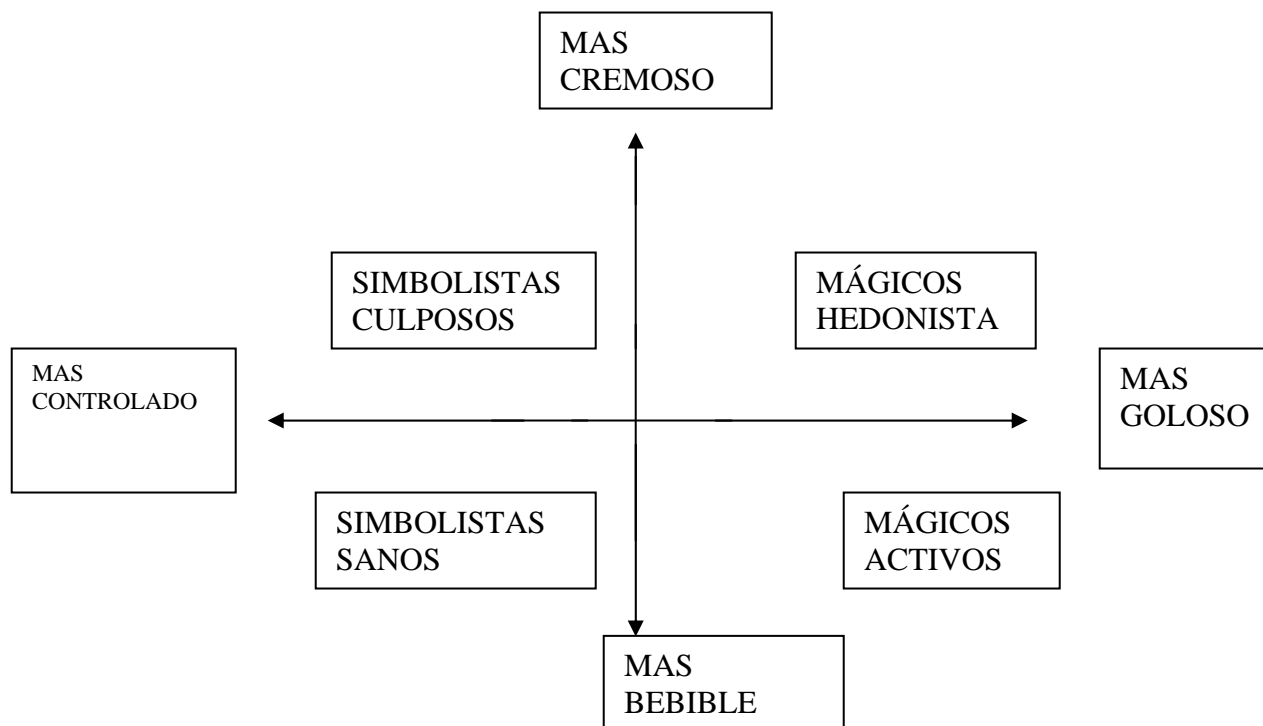 MAS
CREMOSO
SIMBOLISTAS
CULPOSOS
MÁGICOS
HEDONISTA
MAS
CONTROLADO
MAS
GOLOSO
SIMBOLISTAS
SANOS
MÁGICOS
ACTIVOS
MAS
BEBIBLE